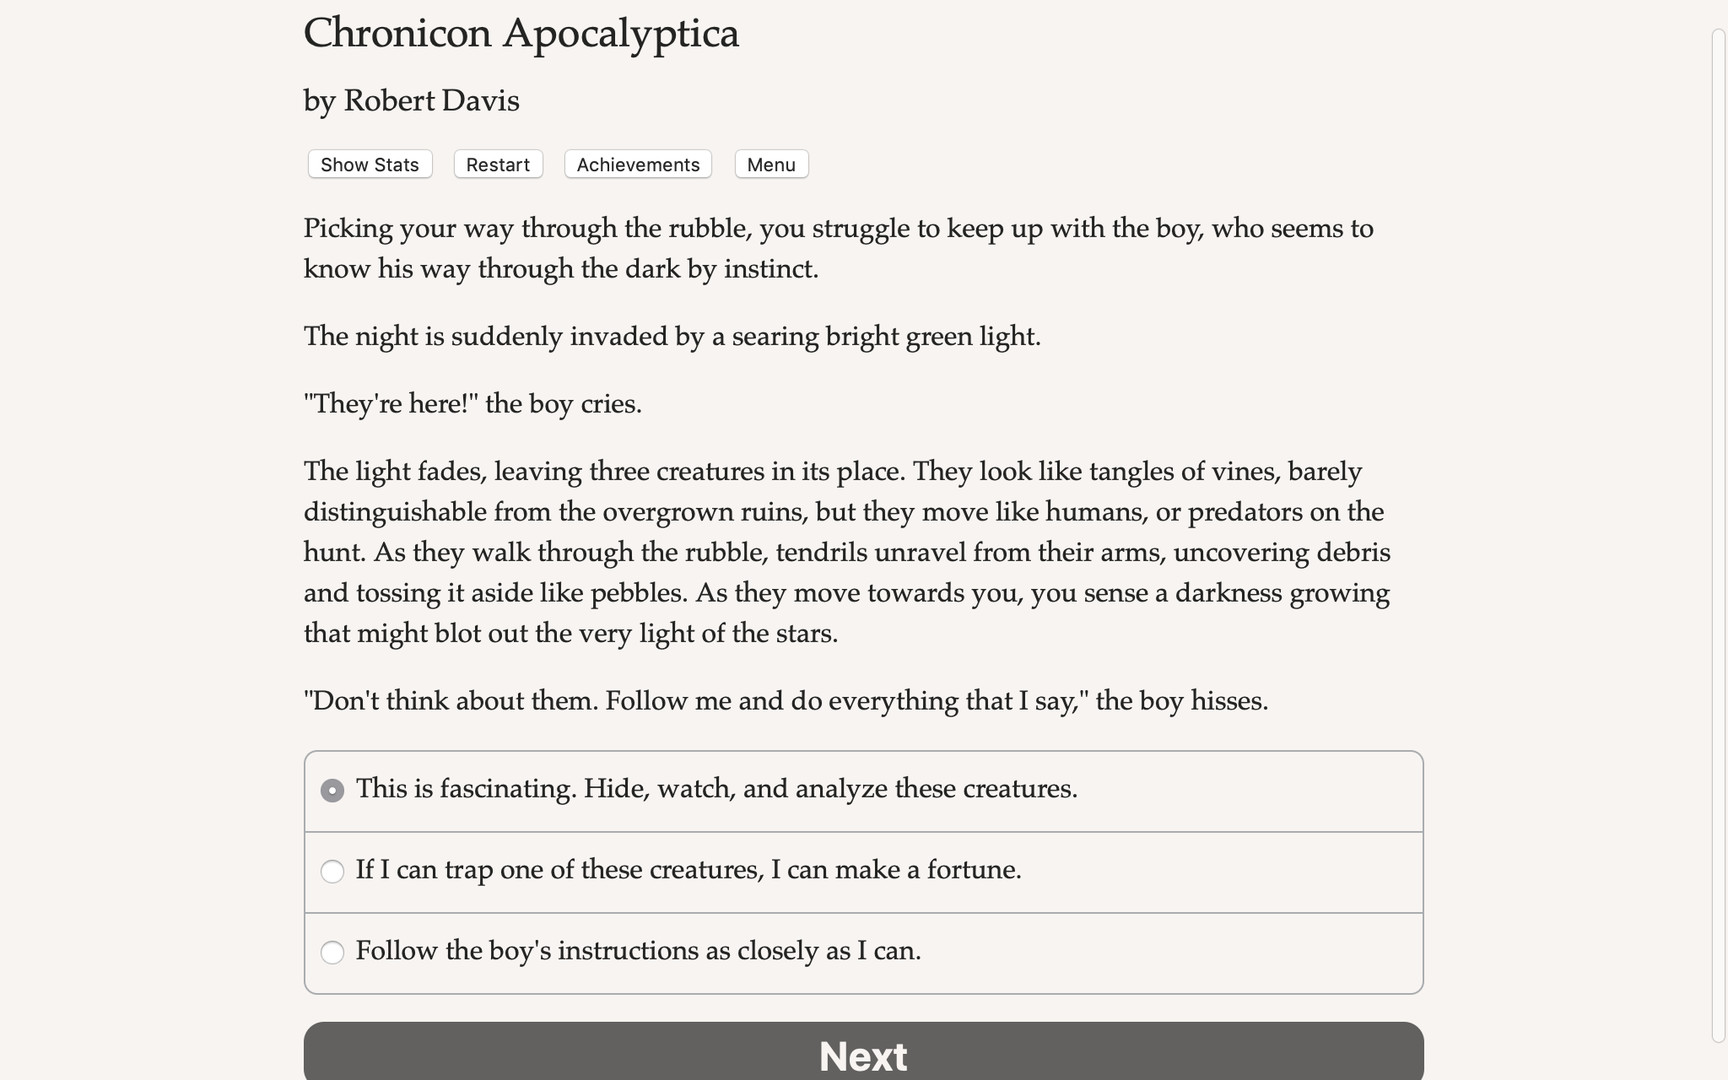 Chronicon Apocalyptica
by Robert Davis
Show Stats Restart Achievements Menu
Picking your way through the rubble, you struggle to keep up with the boy, who seems to
know his way through the dark by instinct.
The night is suddenly invaded by a searing bright green light.
"They're here!" the boy cries.
The light fades, leaving three creatures in its place. They look like tangles of vines, barely
distinguishable from the overgrown ruins, but they move like humans, or predators on the
hunt. As they walk through the rubble, tendrils unravel from their arms, uncovering debris
and tossing it aside like pebbles. As they move towards you, you sense a darkness growing
that might blot out the very light of the stars.
"Don't think about them. Follow me and do everything that I say," the boy hisses.
This is fascinating. Hide, watch, and analyze these creatures.
If I can trap one of these creatures, I can make a fortune.
Follow the boy's instructions as closely as I can.
Next